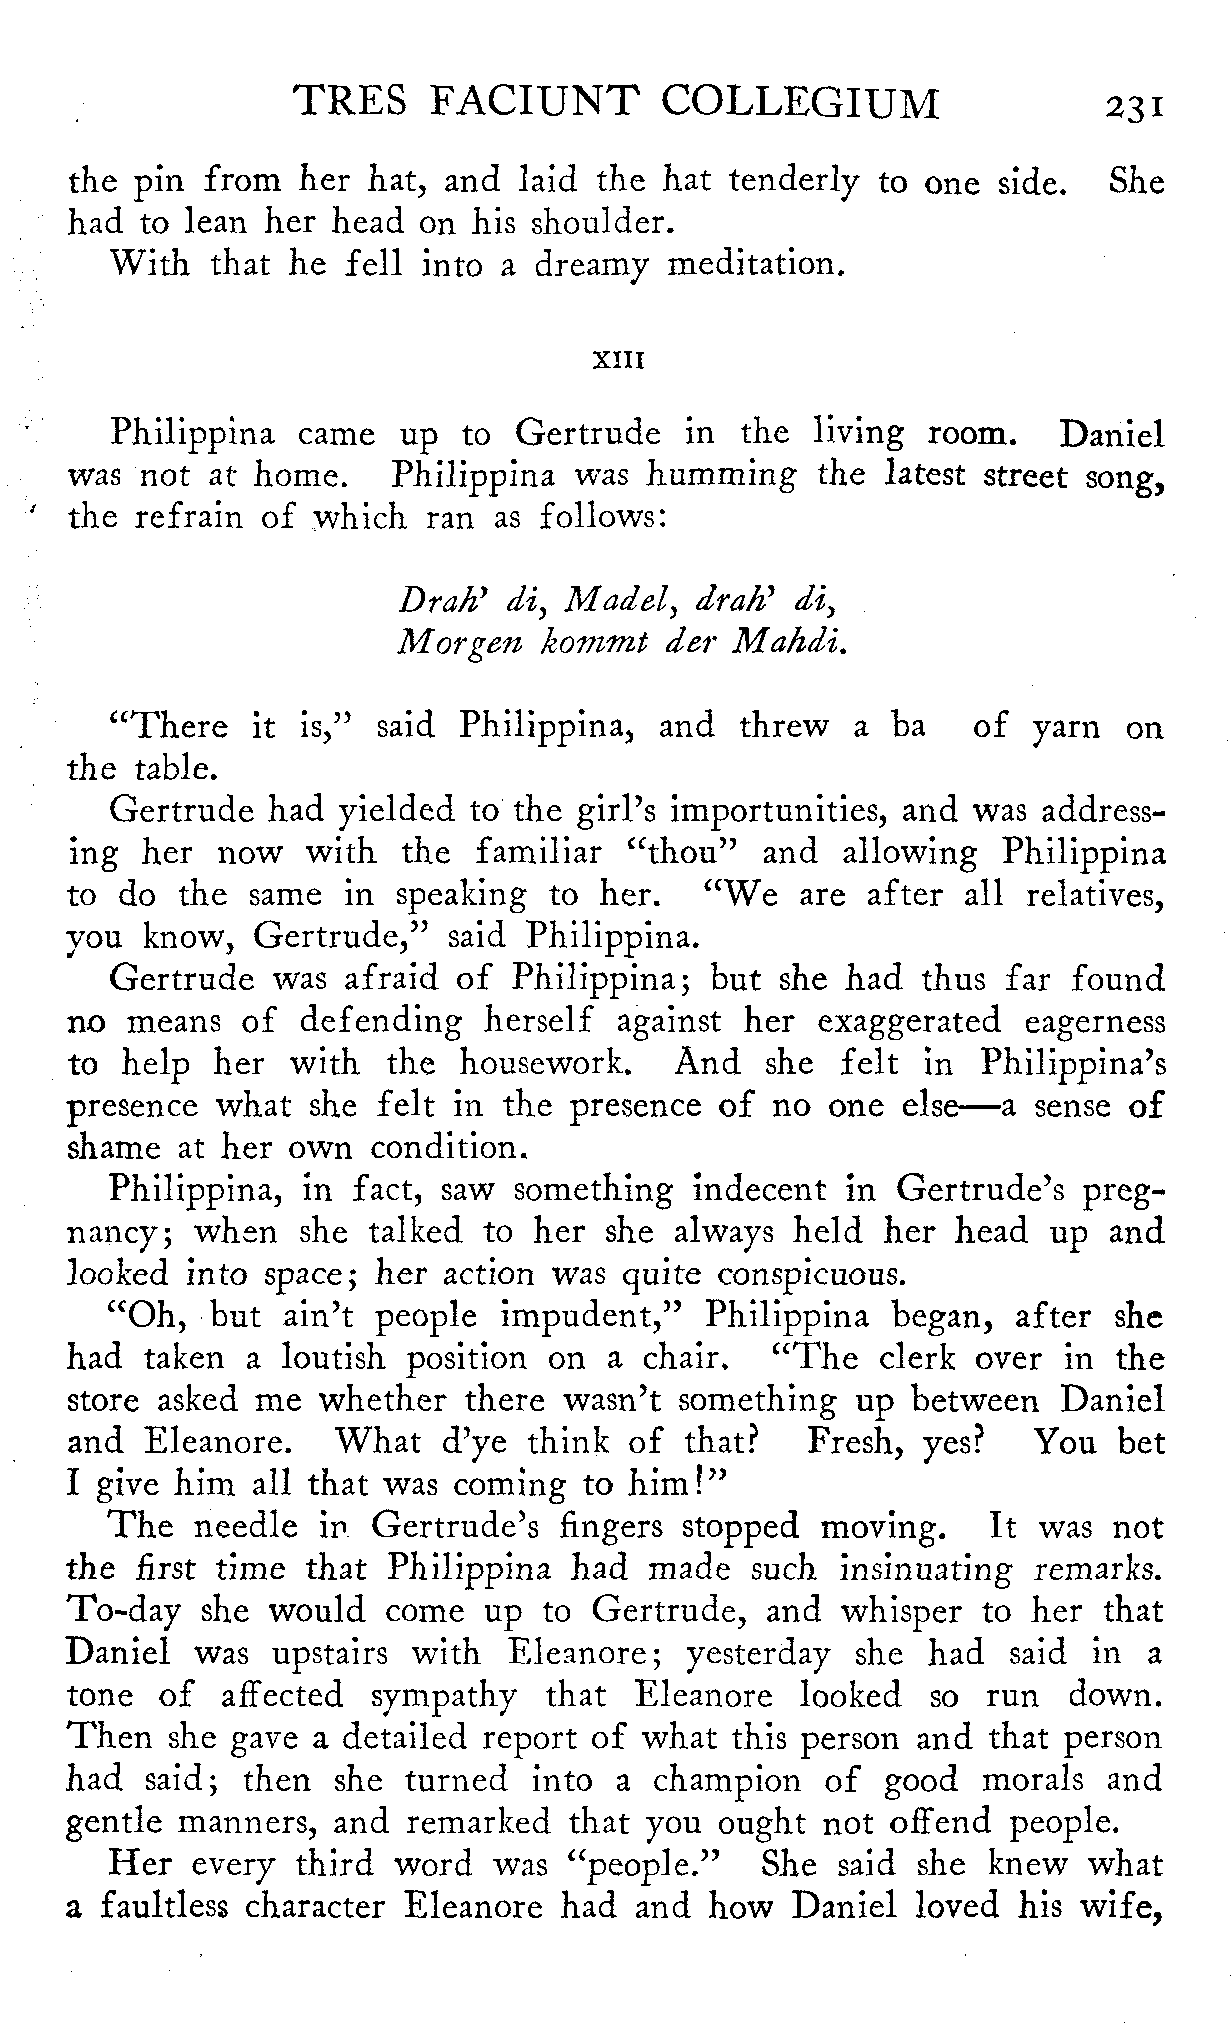 TRES FACIUNT COLLEGIUM 231
the pin from her hat, and laid the hat tenderly to one side. She
had to lean her head on his shoulder.
With that he fell into a dreamy meditation.
XIII
Philippina came up to Gertrude in the living room. Daniel
was not at home. Philippina was humming the latest street song,
the refrain of which ran as follows:
Drah' di, Madel, drah' di,
Morgen kommt der Mahdi.
"There it is," said Philippina, and threw a ba of yarn on
the table.
Gertrude had yielded to the girl's importunities, and was address-
ing her now with the familiar "thou" and allowing Philippina
to do the same in speaking to her. "We are after all relatives,
you know, Gertrude," said Philippina.
Gertrude was afraid of Philippina; but she had thus far found
no means of defending herself against her exaggerated eagerness
to help her with the housework. And she felt in Philippina's
presence what she felt in the presence of no one else—a sense of
shame at her own condition.
Philippina, in fact, saw something indecent in Gertrude's preg-
nancy; when she talked to her she always held her head up and
looked into space; her action was quite conspicuous.
"Oh, but ain't people impudent," Philippina began, after she
had taken a loutish position on a chair. "The clerk over in the
store asked me whether there wasn't something up between Daniel
and Eleanore. What d'ye think of that? Fresh, yes? You bet
I give him all that was coming to him!"
The needle in Gertrude's fingers stopped moving. It was not
the first time that Philippina had made such insinuating remarks.
To-day she would come up to Gertrude, and whisper to her that
Daniel was upstairs with Eleanore; yesterday she had said in a
tone of affected sympathy that Eleanore looked so run down.
Then she gave a detailed report of what this person and that person
had said; then she turned into a champion of good morals and
gentle manners, and remarked that you ought not offend people.
Her every third word was "people." She said she knew what
a faultless character Eleanore had and how Daniel loved his wife,